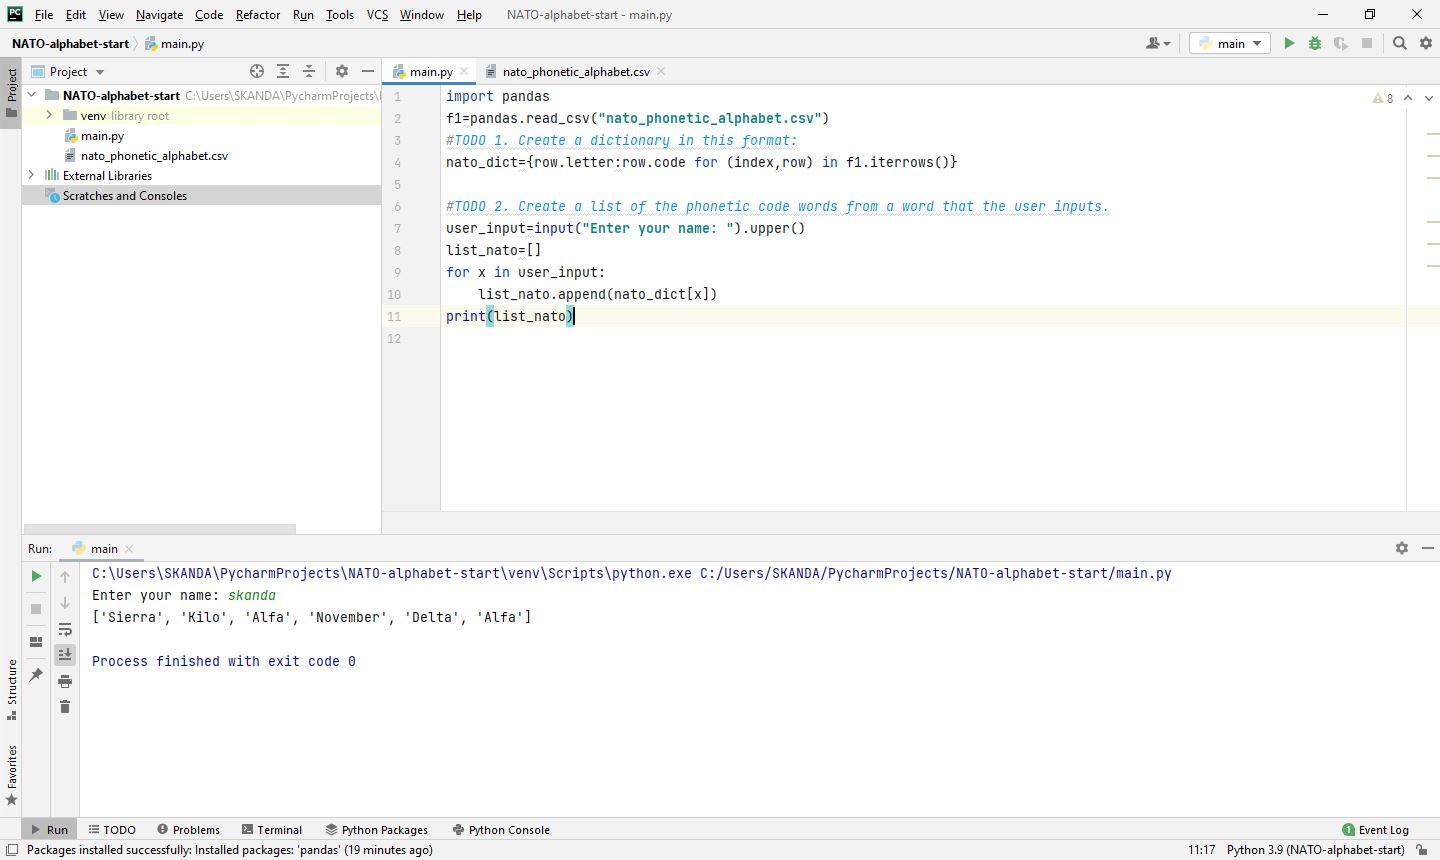 PC File Edit View Navigate Code Refactor Run Tools VCS Window Help NATO-alphabet-start - main.py
NATO-alphabet-start main.py main
Project
Project
main.py nato_phonetic_alphabet.csv
NATO-alphabet-start C:\Users\SKANDA\PycharmProjects\
venv library root
main.py
nato_phonetic_alphabet.csv
External Libraries
Scratches and Consoles
8
1 import pandas
2 f1=pandas.read_csv("nato_phonetic_alphabet.csv")
3 #TODO 1. Create a dictionary in this format:
4 nato_dict={row.letter:row.code for (index,row) in f1.iterrows()}
5
6 #TODO 2. Create a list of the phonetic code words from a word that the user inputs.
7 user_input=input("Enter your name: ").upper()
8 list_nato=[]
9 for x in user_input:
10     list_nato.append(nato_dict[x])
11 print(list_nato)
12
Run: main
C:\Users\SKANDA\PycharmProjects\NATO-alphabet-start\venv\Scripts\python.exe C:/Users/SKANDA/PycharmProjects/NATO-alphabet-start/main.py
Enter your name: skanda
['Sierra', 'Kilo', 'Alfa', 'November', 'Delta', 'Alfa']
Process finished with exit code 0
Structure
Favorites
Run TODO Problems Terminal Python Packages Python Console 1 Event Log
Packages installed successfully: Installed packages: 'pandas' (19 minutes ago) 11:17 Python 3.9 (NATO-alphabet-start)